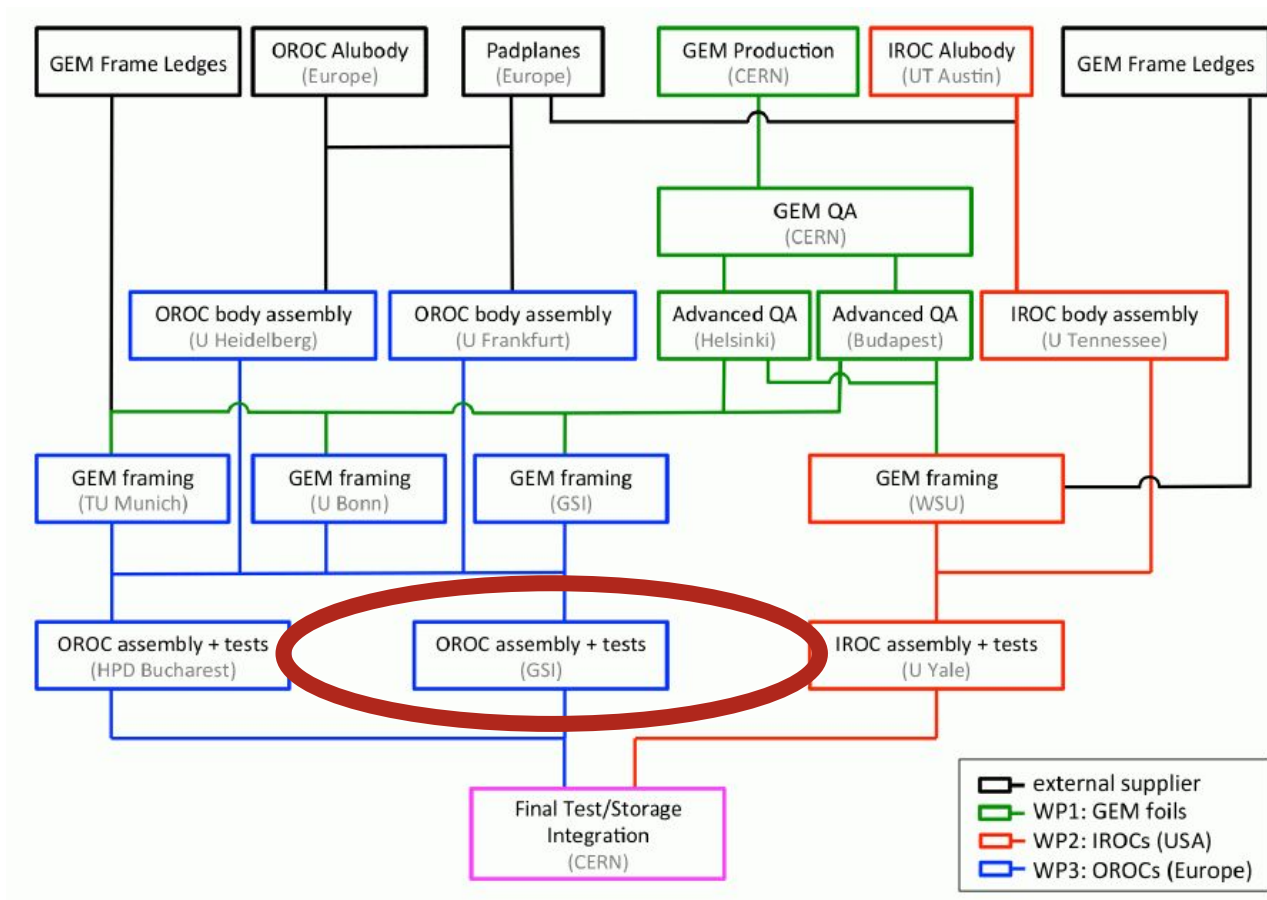 GEM Frame Ledges
OROC Alubody
(Europe)
Padplanes
(Europe)
GEM Production
(CERN)
IROC Alubody
(UT Austin)
GEM Frame Ledges
GEM QA
(CERN)
OROC body assembly
(U Heidelberg)
OROC body assembly
(U Frankfurt)
Advanced QA
(Helsinki)
Advanced QA
(Budapest)
IROC body assembly
(U Tennessee)
GEM framing
(TU Munich)
GEM framing
(U Bonn)
GEM framing
(GSI)
GEM framing
(WSU)
OROC assembly + tests
(HPD Bucharest)
OROC assembly + tests
(GSI)
IROC assembly + tests
(U Yale)
Final Test/Storage
Integration
(CERN)
external supplier
WP1: GEM foils
WP2: IROCs (USA)
WP3: OROCs (Europe)